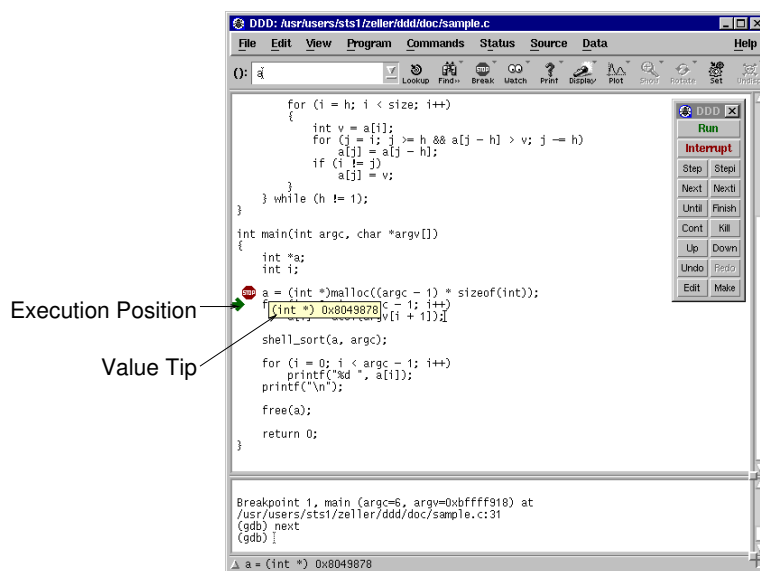 DDD: /usr/users/sts1/zeller/ddd/doc/sample.c
File Edit View Program Commands Status Source Data Help
(): a
Lookup Find›› Break Watch Print Display Plot Show Rotate Set Undisp
for (i = h; i < size; i++)
{
int v = a[i];
for (j = i; j >= h && a[j - h] > v; j -= h)
a[j] = a[j - h];
if (i != j)
a[j] = v;
}
} while (h != 1);
}
int main(int argc, char *argv[])
{
int *a;
int i;
STOP a = (int *)malloc((argc - 1) * sizeof(int));
- 1; i++)
(int *) 0x8049878
[i + 1]);
shell_sort(a, argc);
for (i = 0; i < argc - 1; i++)
printf("%d ", a[i]);
printf("\n");
free(a);
return 0;
}
DDD
Run
Interrupt
Step Stepi
Next Nexti
Until Finish
Cont Kill
Up Down
Undo Redo
Edit Make
Execution Position
Value Tip
Breakpoint 1, main (argc=6, argv=0xbffff918) at
/usr/users/sts1/zeller/ddd/doc/sample.c:31
(gdb) next
(gdb)
a = (int *) 0x8049878